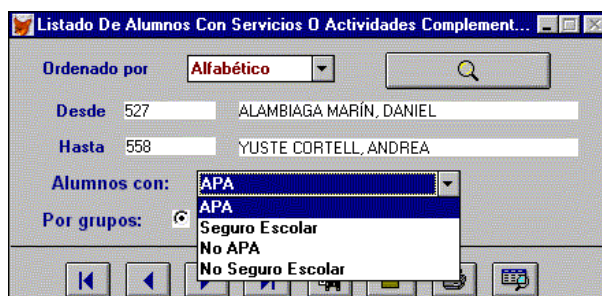 Listado De Alumnos Con Servicios O Actividades Complement...
Ordenado por Alfabético
Desde 527 ALAMBIAGA MARÍN, DANIEL
Hasta 558 YUSTE CORTELL, ANDREA
Alumnos con: APA
APA
Por grupos:
Seguro Escolar
No APA
No Seguro Escolar